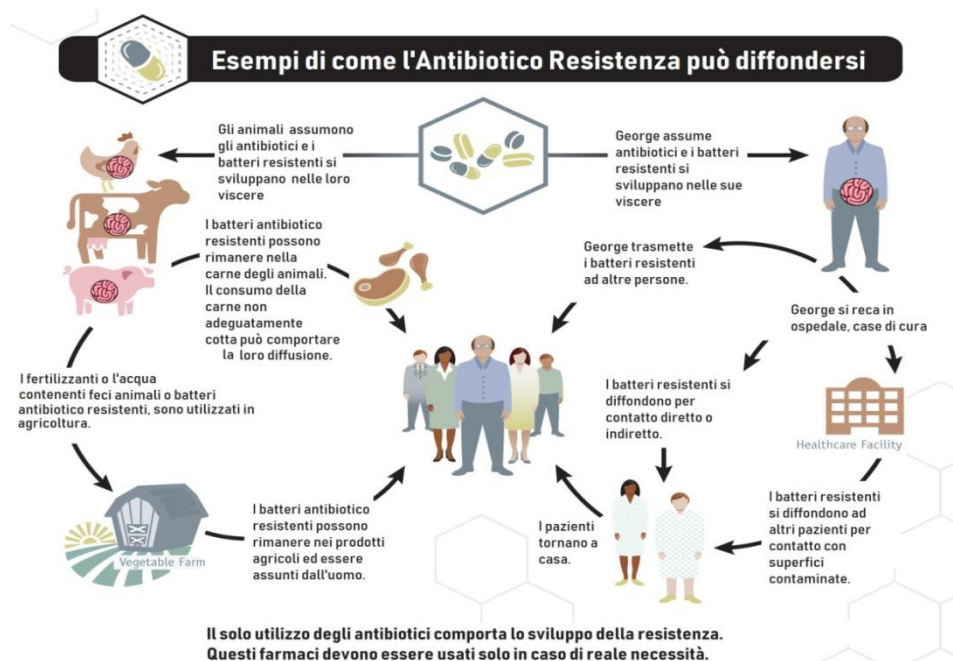 Esempi di come l'Antibiotico Resistenza può diffondersi
Gli animali assumono
gli antibiotici e i
batteri resistenti si
sviluppano nelle loro
viscere
George assume
antibiotici e i batteri
resistenti si
sviluppano nelle sue
viscere
I batteri antibiotico
resistenti possono
rimanere nella
carne degli animali.
Il consumo della
carne non
adeguatamente
cotta può comportare
la loro diffusione.
George trasmette
i batteri resistenti
ad altre persone.
George si reca in
ospedale, case di cura
I fertilizzanti o l'acqua
contenenti feci animali o batteri
antibiotico resistenti, sono utilizzati in
agricoltura.
I batteri resistenti si
diffondono per
contatto diretto o
indiretto.
Healthcare Facility
Vegetable Farm
I batteri antibiotico
resistenti possono
rimanere nei prodotti
agricoli ed essere
assunti dall'uomo.
I pazienti
tornano a
casa.
I batteri resistenti
si diffondono ad
altri pazienti per
contatto con
superfici
contaminate.
Il solo utilizzo degli antibiotici comporta lo sviluppo della resistenza.
Questi farmaci devono essere usati solo in caso di reale necessità.